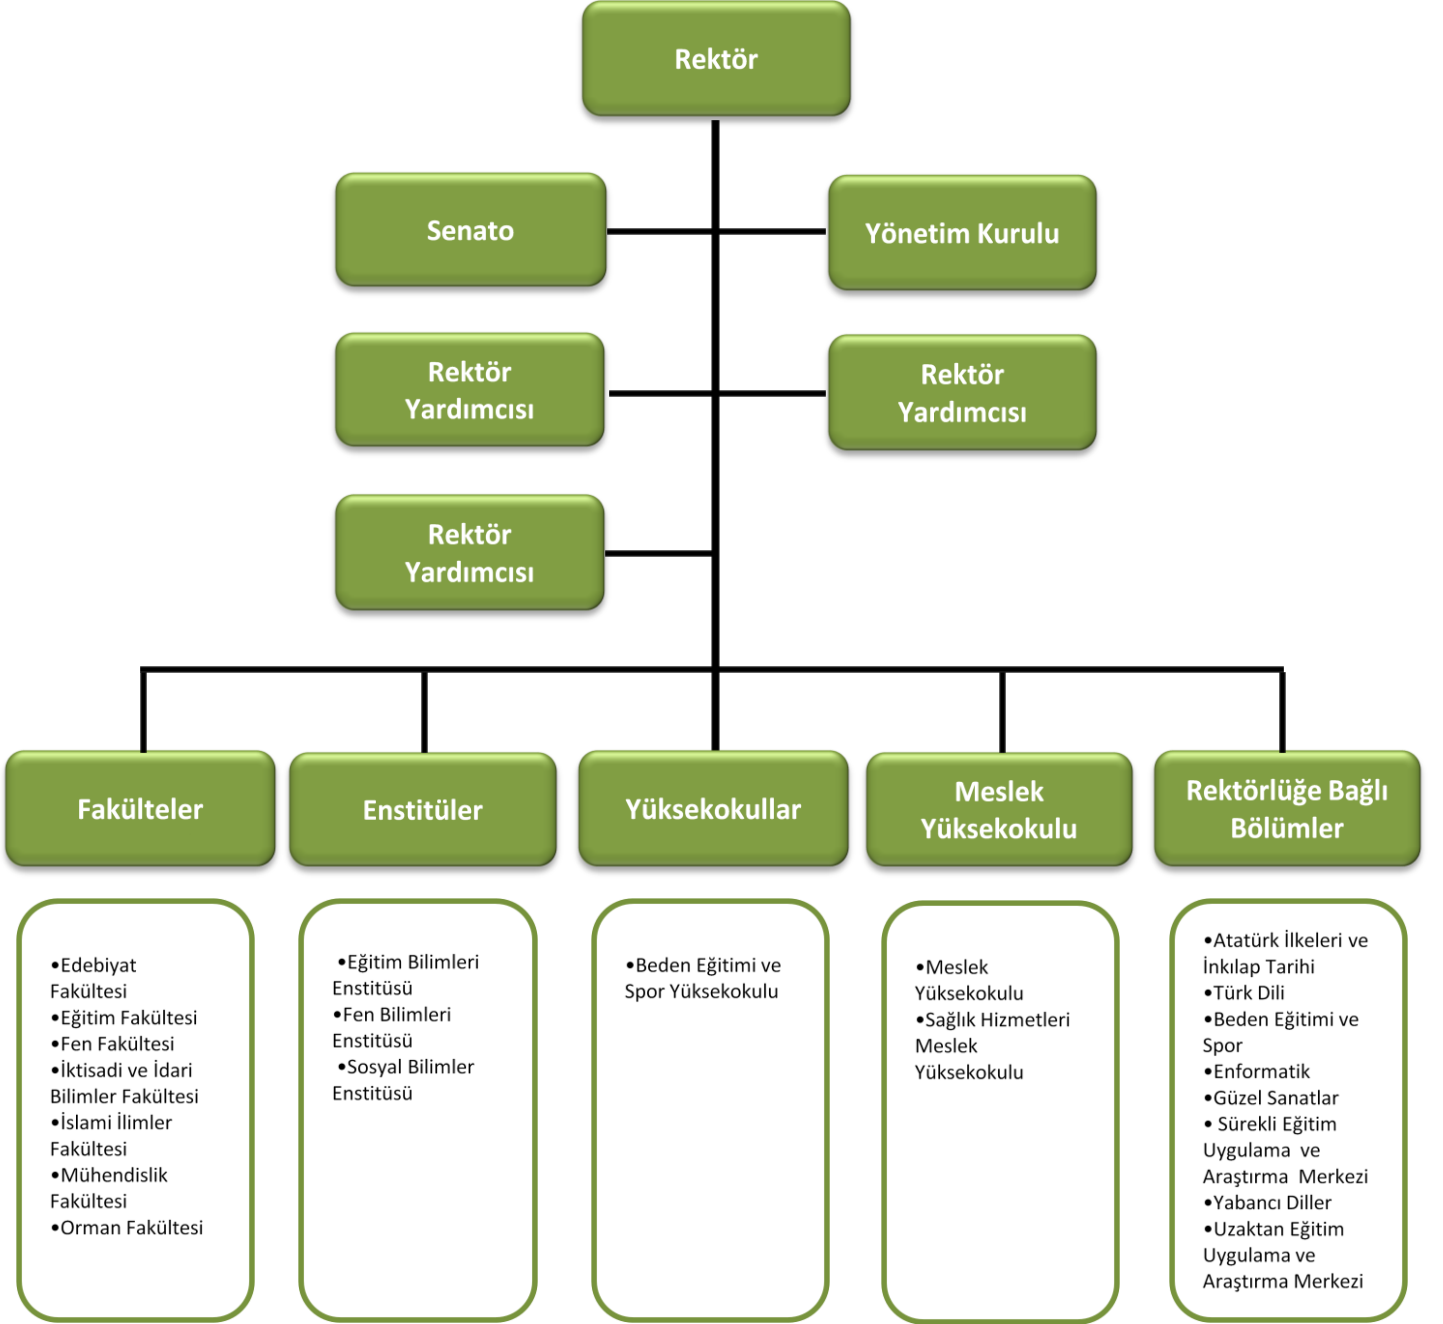 Rektör
Senato
Yönetim Kurulu
Rektör
Yardımcısı
Rektör
Yardımcısı
Rektör
Yardımcısı
Fakülteler
Enstitüler
Yüksekokullar
Meslek
Yüksekokulu
Rektörlüğe Bağlı
Bölümler
•Edebiyat
Fakültesi
•Eğitim Fakültesi
•Fen Fakültesi
•İktisadi ve İdari
Bilimler Fakültesi
•İslami İlimler
Fakültesi
•Mühendislik
Fakültesi
•Orman Fakültesi
•Eğitim Bilimleri
Enstitüsü
•Fen Bilimleri
Enstitüsü
•Sosyal Bilimler
Enstitüsü
•Beden Eğitimi ve
Spor Yüksekokulu
•Meslek
Yüksekokulu
•Sağlık Hizmetleri
Meslek
Yüksekokulu
•Atatürk İlkeleri ve
İnkılap Tarihi
•Türk Dili
•Beden Eğitimi ve
Spor
•Enformatik
•Güzel Sanatlar
• Sürekli Eğitim
Uygulama ve
Araştırma Merkezi
•Yabancı Diller
•Uzaktan Eğitim
Uygulama ve
Araştırma Merkezi